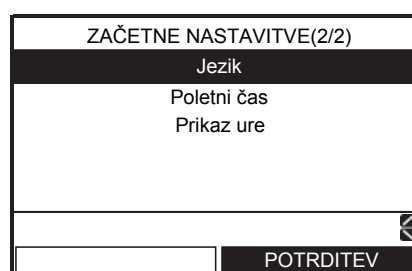 ZAČETNE NASTAVITVE(2/2)
Jezik
Poletni čas
Prikaz ure
POTRDITEV